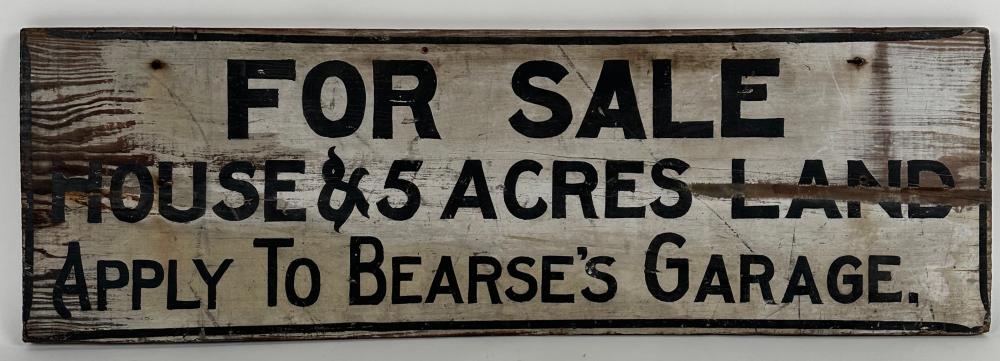 FOR SALE
HOUSE & 5 ACRES LAND
APPLY TO BEARSE'S GARAGE.